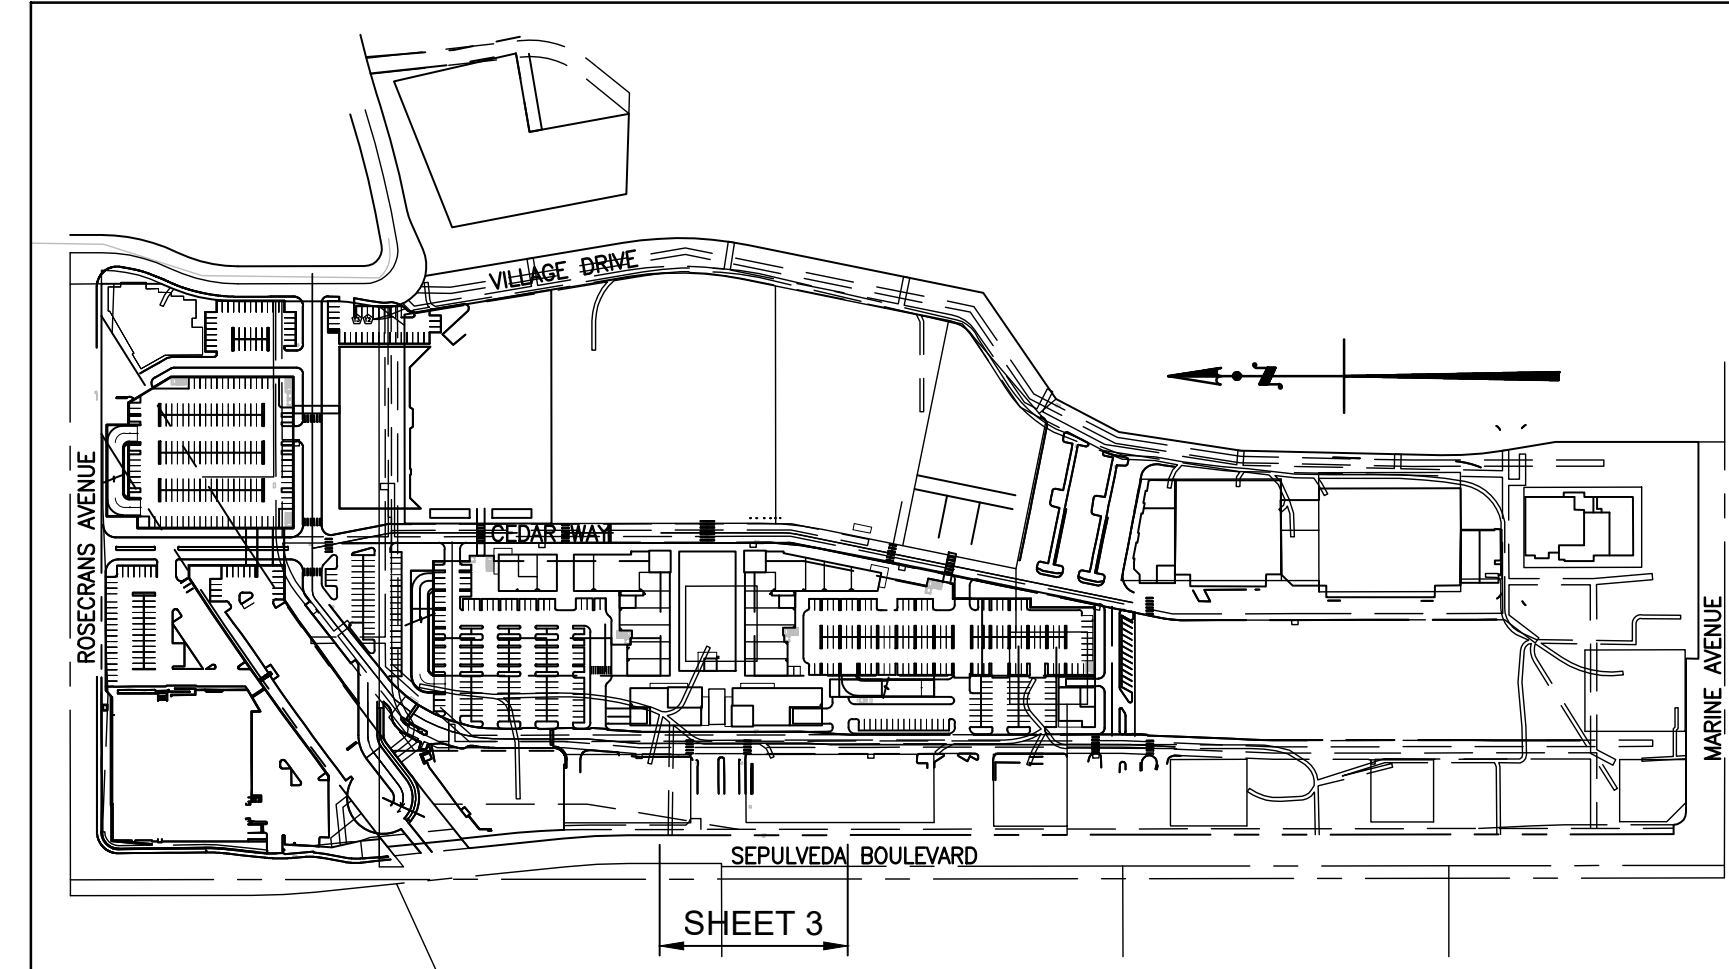 VILLAGE DRIVE
ROSECRANS AVENUE
CEDAR WAY
MARINE AVENUE
SEPULVEDA BOULEVARD
SHEET 3